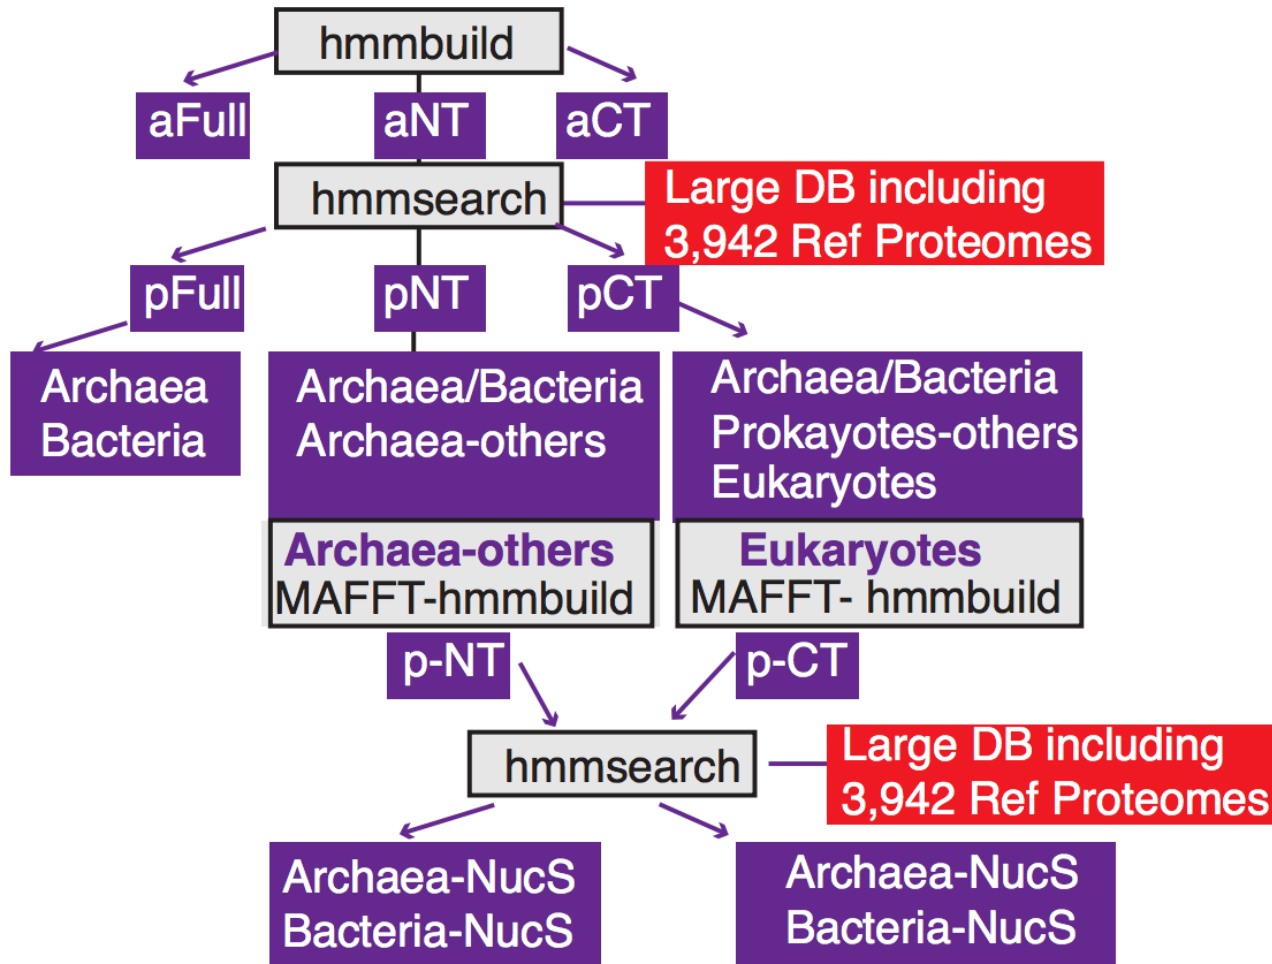 hmmbuild
aFull
aNT
aCT
hmmsearch
Large DB including
3,942 Ref Proteomes
pFull
pNT
pCT
Archaea
Bacteria
Archaea/Bacteria
Archaea-others
Archaea/Bacteria
Prokayotes-others
Eukaryotes
Archaea-others
MAFFT-hmmbuild
Eukaryotes
MAFFT- hmmbuild
p-NT
p-CT
hmmsearch
Large DB including
3,942 Ref Proteomes
Archaea-NucS
Bacteria-NucS
Archaea-NucS
Bacteria-NucS